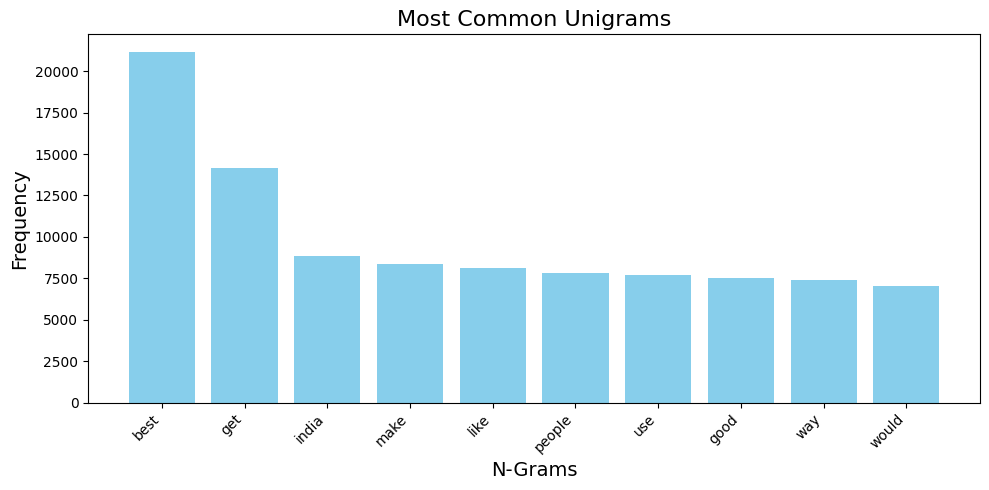 Most Common Unigrams
Frequency
20000
17500
15000
12500
10000
7500
5000
2500
0
best
get
india
make
like
people
use
good
way
would
N-Grams